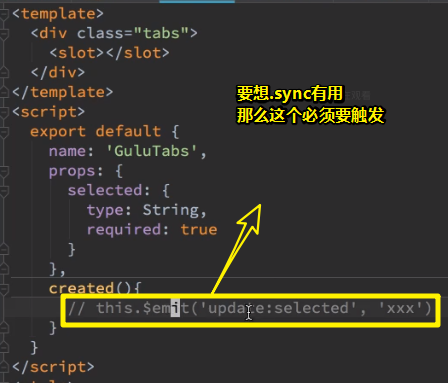 <template>
<div class="tabs">
<slot></slot>
</div>
</template>
<script>
export default {
name: 'GuluTabs',
props: {
selected: {
type: String,
required: true
}
},
created(){
// this.$emit('update:selected', 'xxx')
}
}
</script>
要想.sync有用
那么这个必须要触发